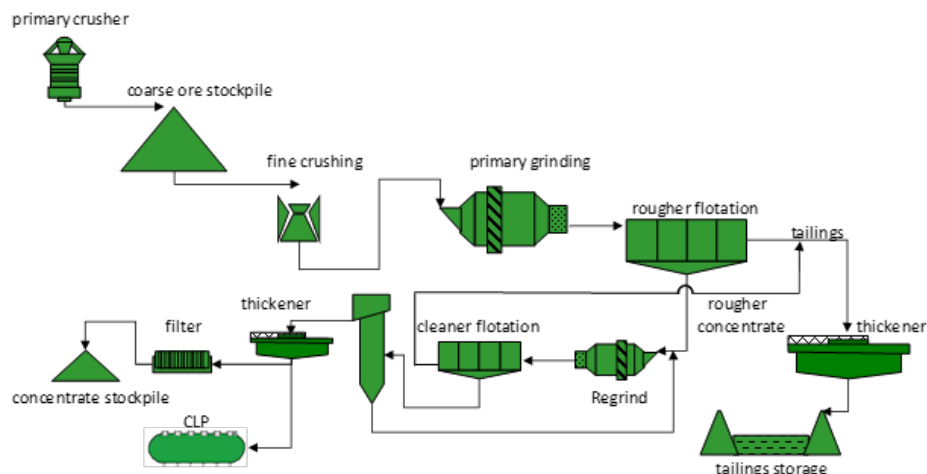 primary crusher
coarse ore stockpile
fine crushing
primary grinding
rougher flotation
tailings
thickener
rougher
concentrate
filter
cleaner flotation
thickener
concentrate stockpile
Regrind
CLP
tailings storage